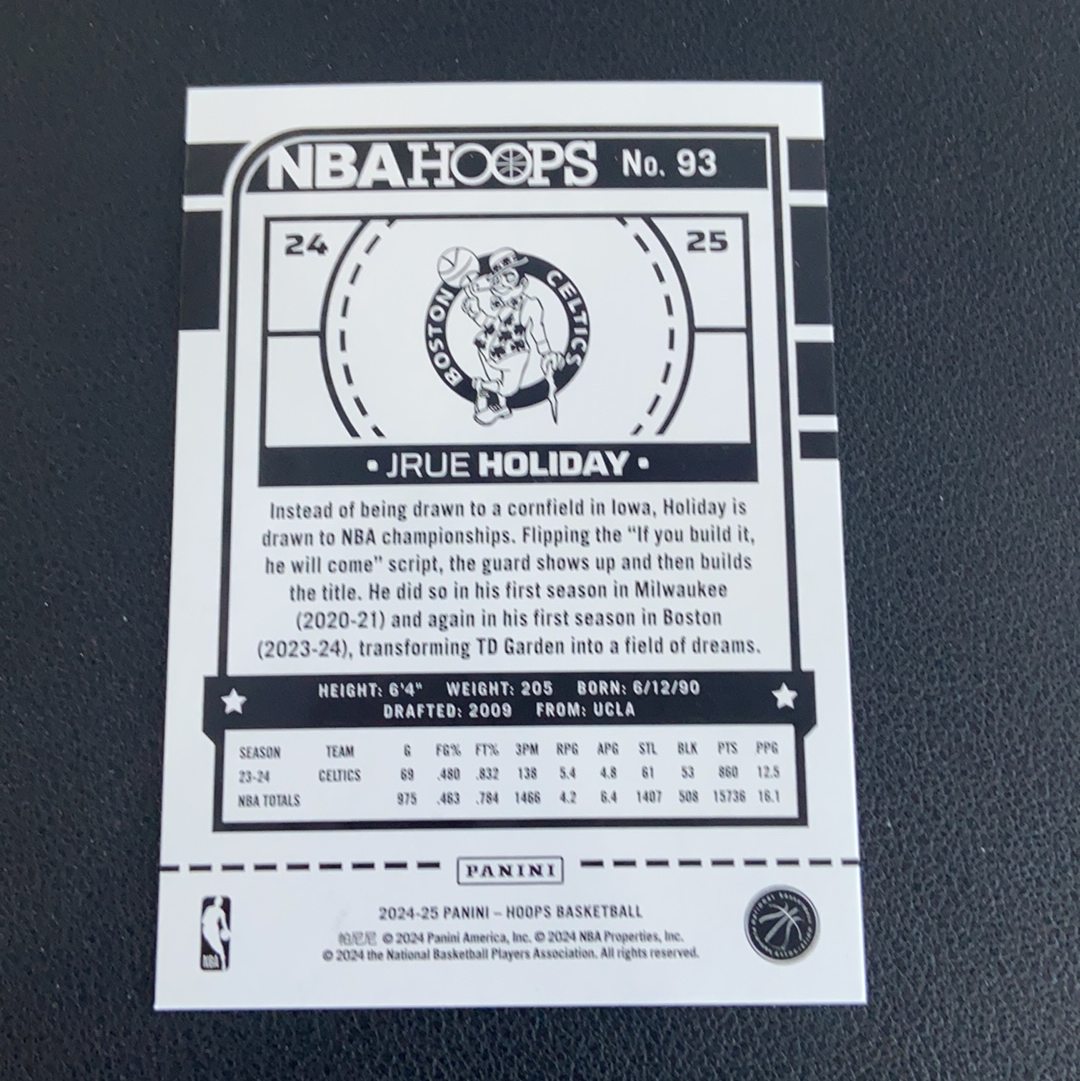 NBA HOOPS No. 93
24 25
BOSTON CELTICS
• JRUE HOLIDAY •
Instead of being drawn to a cornfield in Iowa, Holiday is
drawn to NBA championships. Flipping the “If you build it,
he will come” script, the guard shows up and then builds
the title. He did so in his first season in Milwaukee
(2020-21) and again in his first season in Boston
(2023-24), transforming TD Garden into a field of dreams.
HEIGHT: 6'4" WEIGHT: 205 BORN: 6/12/90
DRAFTED: 2009 FROM: UCLA
SEASON TEAM G FG% FT% 3PM RPG APG STL BLK PTS PPG
23-24 CELTICS 69 .480 .832 138 5.4 4.8 61 53 860 12.5
NBA TOTALS 975 .463 .784 1466 4.2 6.4 1407 508 15736 16.1
PANINI
2024-25 PANINI – HOOPS BASKETBALL
帕尼尼 © 2024 Panini America, Inc. © 2024 NBA Properties, Inc.
© 2024 the National Basketball Players Association. All rights reserved.
NBA
NATIONAL BASKETBALL PLAYERS ASSOCIATION